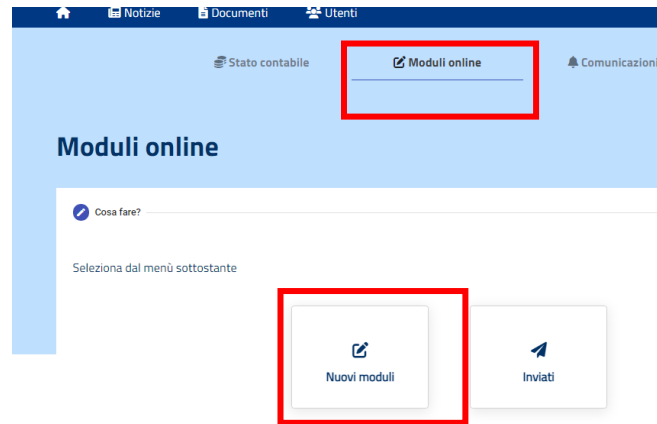 Notizie Documenti Utenti
Stato contabile Moduli online Comunicazioni
Moduli online
Cosa fare?
Seleziona dal menù sottostante
Nuovi moduli Inviati